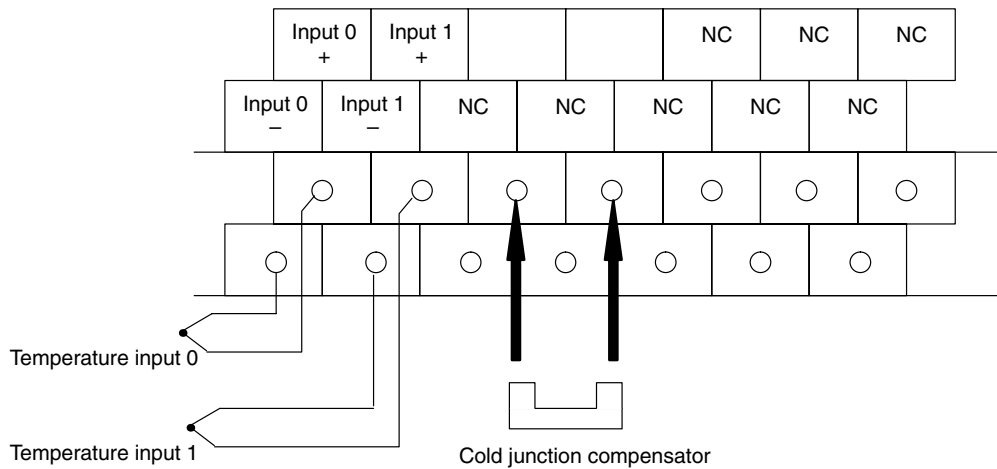 Input 0
+
Input 1
+
NC
NC
NC
Input 0
–
Input 1
–
NC
NC
NC
NC
NC
Temperature input 0
Temperature input 1
Cold junction compensator